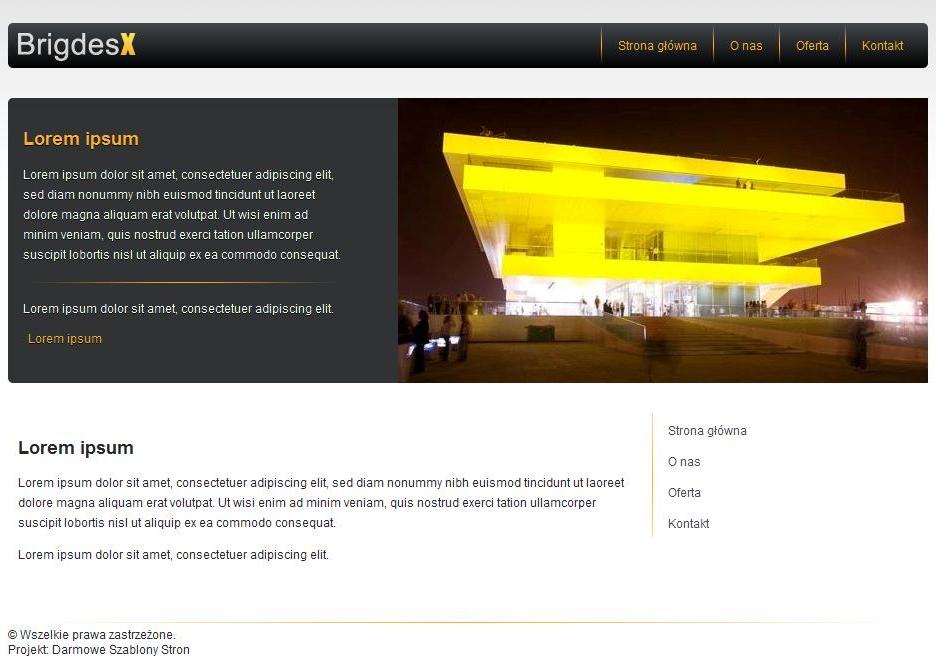 BrigdesX
Strona główna
O nas
Oferta
Kontakt
Lorem ipsum
Lorem ipsum dolor sit amet, consectetuer adipiscing elit,
sed diam nonummy nibh euismod tincidunt ut laoreet
dolore magna aliquam erat volutpat. Ut wisi enim ad
minim veniam, quis nostrud exerci tation ullamcorper
suscipit lobortis nisl ut aliquip ex ea commodo consequat.
Lorem ipsum dolor sit amet, consectetuer adipiscing elit.
Lorem ipsum
Lorem ipsum
Lorem ipsum dolor sit amet, consectetuer adipiscing elit, sed diam nonummy nibh euismod tincidunt ut laoreet
dolore magna aliquam erat volutpat. Ut wisi enim ad minim veniam, quis nostrud exerci tation ullamcorper
suscipit lobortis nisl ut aliquip ex ea commodo consequat.
Lorem ipsum dolor sit amet, consectetuer adipiscing elit.
Strona główna
O nas
Oferta
Kontakt
© Wszelkie prawa zastrzeżone.
Projekt: Darmowe Szablony Stron